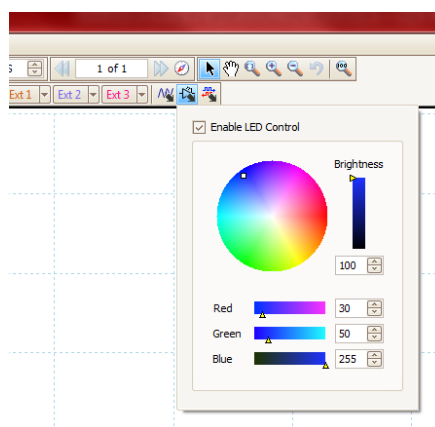 S 1 of 1
Ext 1 Ext 2 Ext 3
Enable LED Control
Brightness
100
Red 30
Green 50
Blue 255